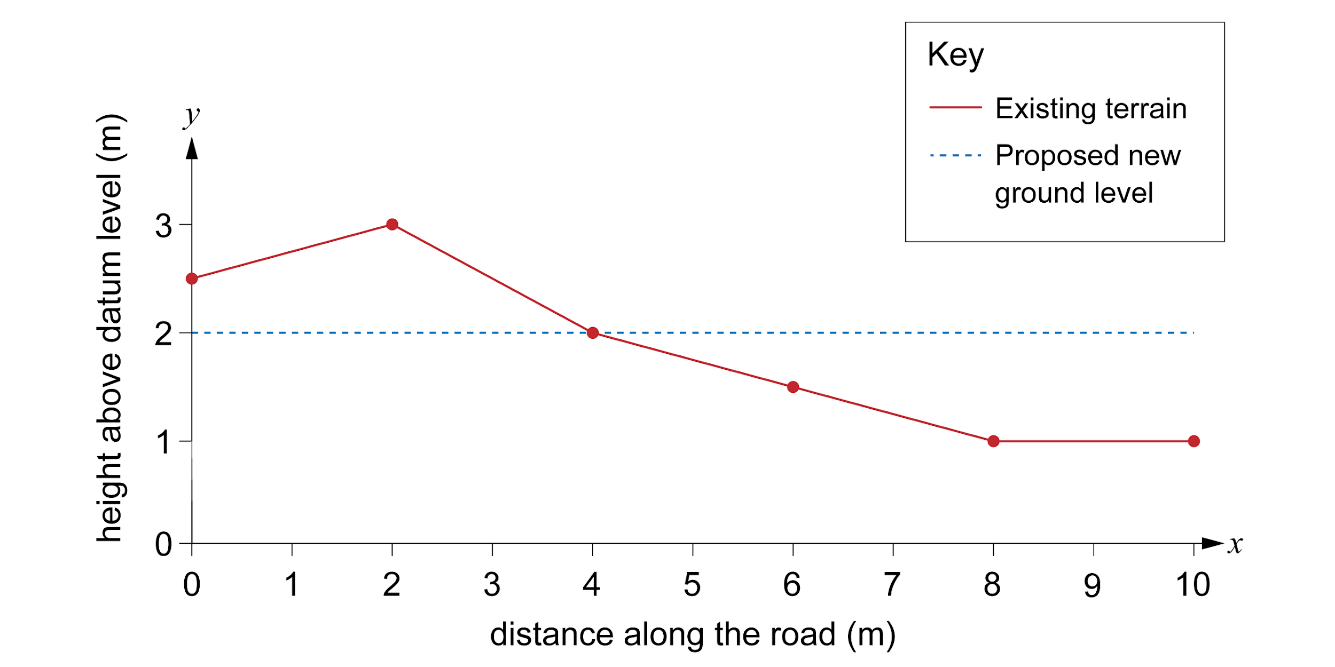 Key
Existing terrain
Proposed new
ground level
y
height above datum level (m)
3
2
1
0
0 1 2 3 4 5 6 7 8 9 10
x
distance along the road (m)